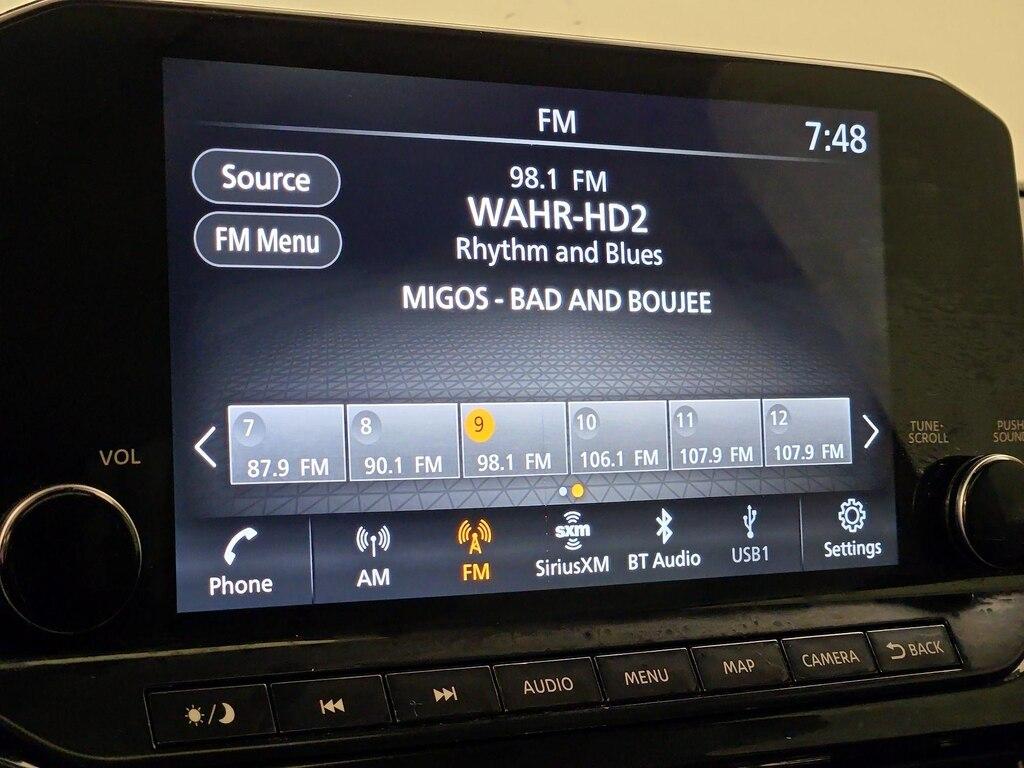 FM
7:48
Source
98.1 FM
WAHR-HD2
FM Menu
Rhythm and Blues
MIGOS - BAD AND BOUJEE
7 8 9 10 11 12
87.9 FM 90.1 FM 98.1 FM 106.1 FM 107.9 FM 107.9 FM
VOL
TUNE·
SCROLL
PUSH
SOUND
sxm
Phone AM FM SiriusXM BT Audio USB1 Settings
AUDIO MENU MAP CAMERA BACK